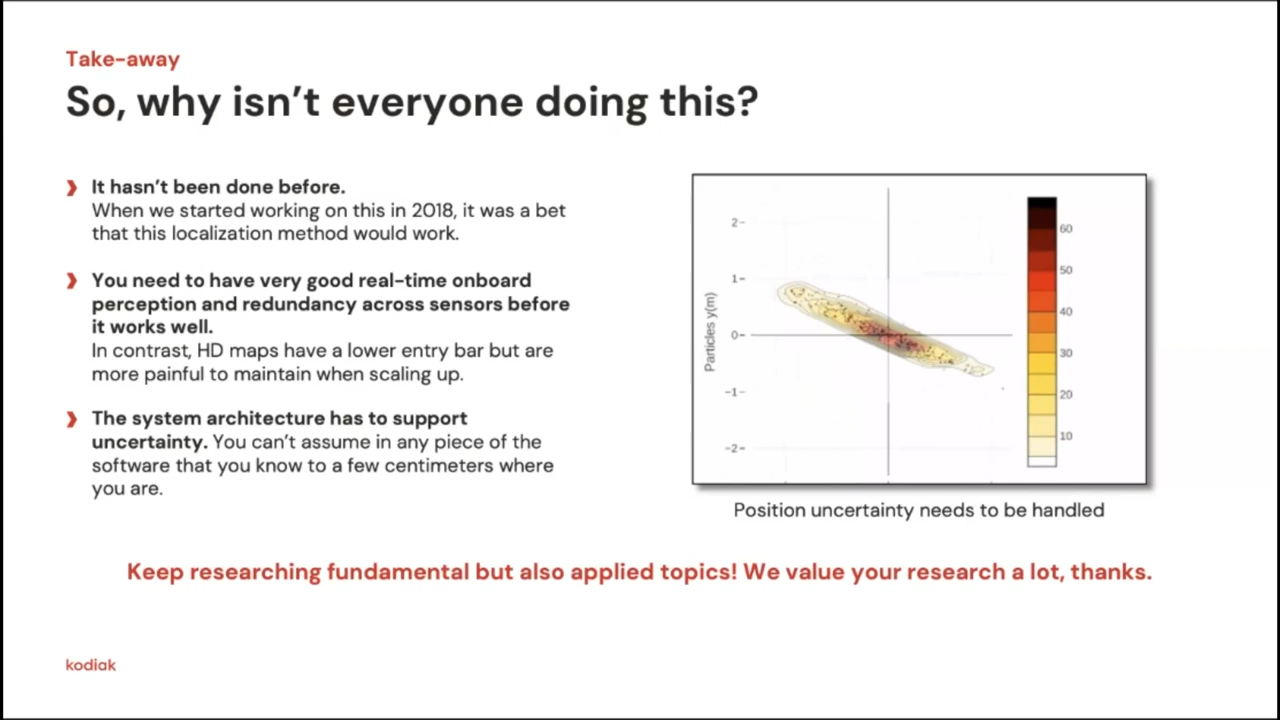 Take-away
So, why isn't everyone doing this?
It hasn't been done before.
When we started working on this in 2018, it was a bet
that this localization method would work.
You need to have very good real-time onboard
perception and redundancy across sensors before
it works well.
In contrast, HD maps have a lower entry bar but are
more painful to maintain when scaling up.
The system architecture has to support
uncertainty. You can't assume in any piece of the
software that you know to a few centimeters where
you are.
Particles y(m)
2
1
0
-1
-2
60
50
40
30
20
10
Position uncertainty needs to be handled
Keep researching fundamental but also applied topics! We value your research a lot, thanks.
kodiak